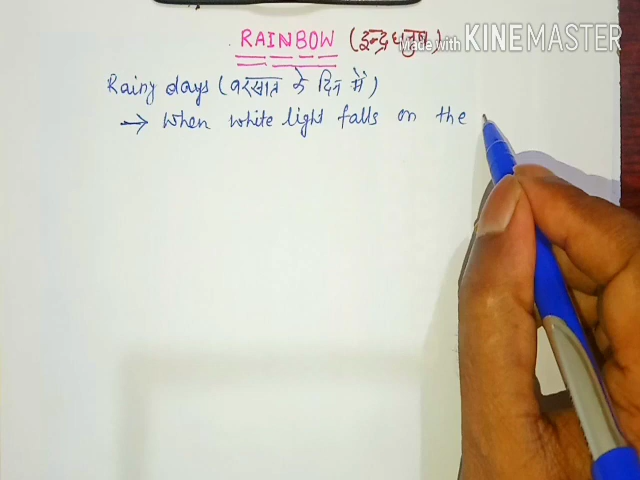 RAINBOW (इन्द्रधनुष)
Made with KINEMASTER
Rainy days (बरसात के दिन में)
→ When white light falls on the